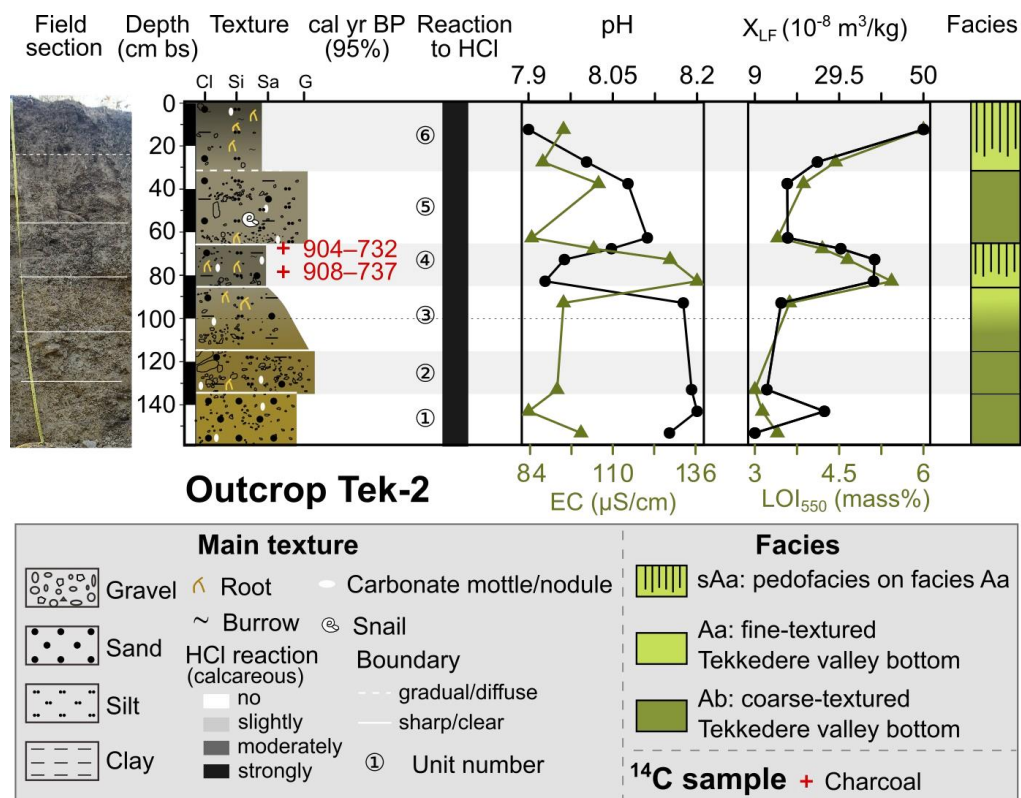 Field section
Depth (cm bs)
Texture
cal yr BP (95%)
Reaction to HCl
pH
X_LF (10^-8 m^3/kg)
Facies
Cl Si Sa G
7.9 8.05 8.2
9 29.5 50
0
20
40
60
80
100
120
140
⑥
⑤
+ 904–732
④
+ 908–737
③
②
①
84 110 136
EC (µS/cm)
3 4.5 6
LOI550 (mass%)
Outcrop Tek-2
Main texture
Gravel
Sand
Silt
Clay
Root
Carbonate mottle/nodule
~ Burrow
Snail
HCl reaction
(calcareous)
no
slightly
moderately
strongly
Boundary
gradual/diffuse
sharp/clear
① Unit number
Facies
sAa: pedofacies on facies Aa
Aa: fine-textured
Tekkedere valley bottom
Ab: coarse-textured
Tekkedere valley bottom
14C sample + Charcoal